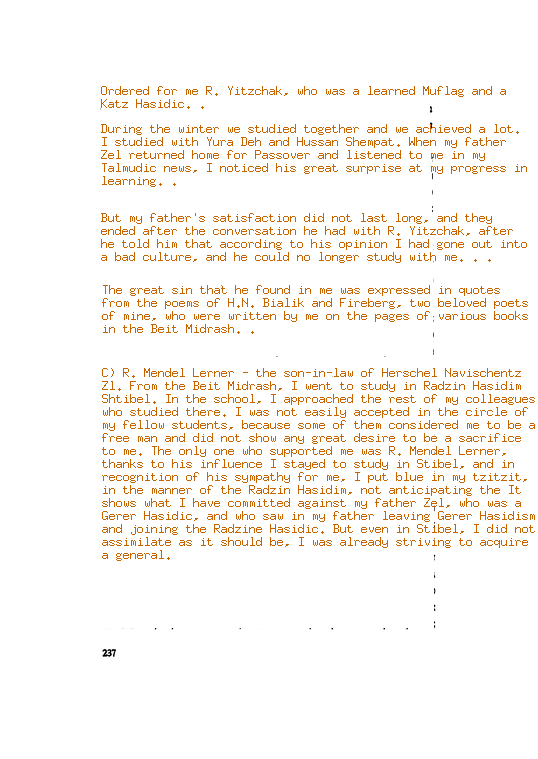 Ordered for me R. Yitzchak, who was a learned Muflag and a
Katz Hasidic. .
During the winter we studied together and we achieved a lot.
I studied with Yura Deh and Hussan Shempat. When my father
Zel returned home for Passover and listened to me in my
Talmudic news, I noticed his great surprise at my progress in
learning. .
But my father's satisfaction did not last long, and they
ended after the conversation he had with R. Yitzchak, after
he told him that according to his opinion I had gone out into
a bad culture, and he could no longer study with me. . .
The great sin that he found in me was expressed in quotes
from the poems of H.N. Bialik and Fireberg, two beloved poets
of mine, who were written by me on the pages of various books
in the Beit Midrash. .
C) R. Mendel Lerner - the son-in-law of Herschel Navischentz
Zl. From the Beit Midrash, I went to study in Radzin Hasidim
Shtibel. In the school, I approached the rest of my colleagues
who studied there. I was not easily accepted in the circle of
my fellow students, because some of them considered me to be a
free man and did not show any great desire to be a sacrifice
to me. The only one who supported me was R. Mendel Lerner,
thanks to his influence I stayed to study in Stibel, and in
recognition of his sympathy for me, I put blue in my tzitzit,
in the manner of the Radzin Hasidim, not anticipating the It
shows what I have committed against my father Zel, who was a
Gerer Hasidic, and who saw in my father leaving Gerer Hasidism
and joining the Radzine Hasidic. But even in Stibel, I did not
assimilate as it should be, I was already striving to acquire
a general.
237